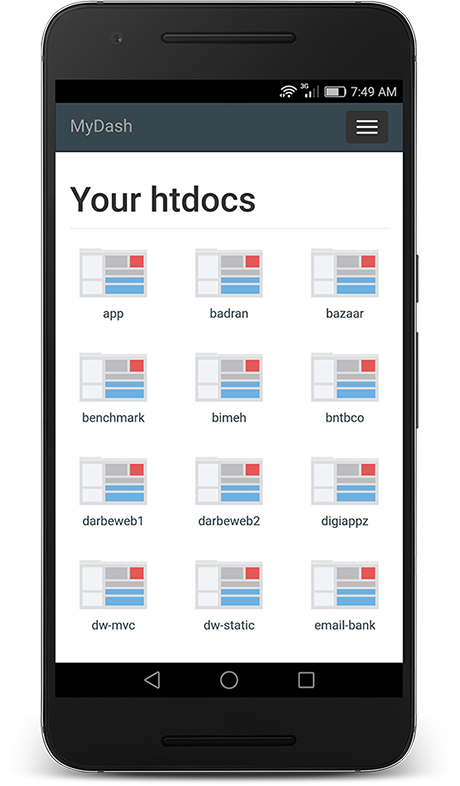 3G 7:49 AM
MyDash
Your htdocs
app badran bazaar
benchmark bimeh bntbco
darbeweb1 darbeweb2 digiappz
dw-mvc dw-static email-bank